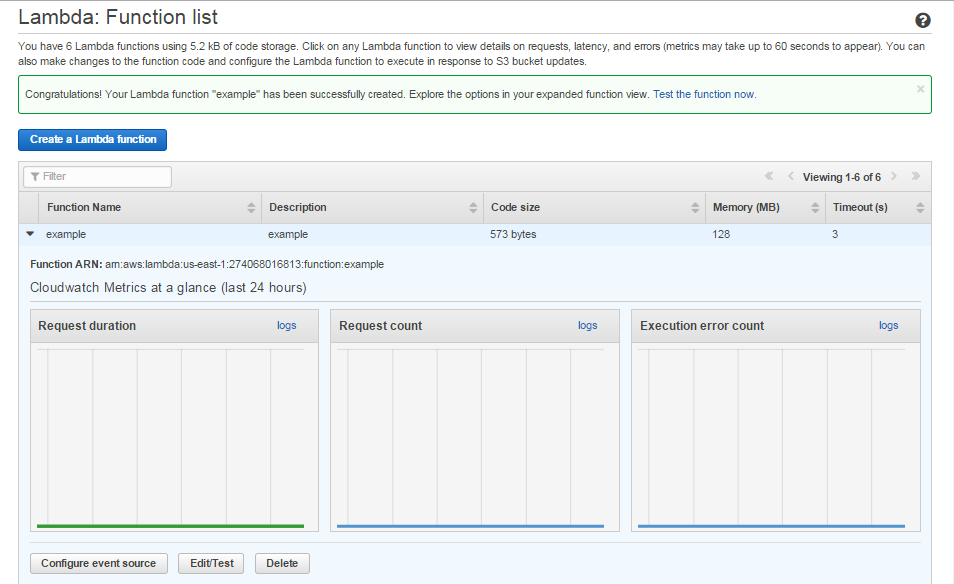 Lambda: Function list
?
You have 6 Lambda functions using 5.2 kB of code storage. Click on any Lambda function to view details on requests, latency, and errors (metrics may take up to 60 seconds to appear). You can
also make changes to the function code and configure the Lambda function to execute in response to S3 bucket updates.
Congratulations! Your Lambda function "example" has been successfully created. Explore the options in your expanded function view. Test the function now.
×
Create a Lambda function
Filter
Viewing 1-6 of 6
Function Name Description Code size Memory (MB) Timeout (s)
example example 573 bytes 128 3
Function ARN: arn:aws:lambda:us-east-1:274068016813:function:example
Cloudwatch Metrics at a glance (last 24 hours)
Request duration logs Request count logs Execution error count logs
Configure event source Edit/Test Delete